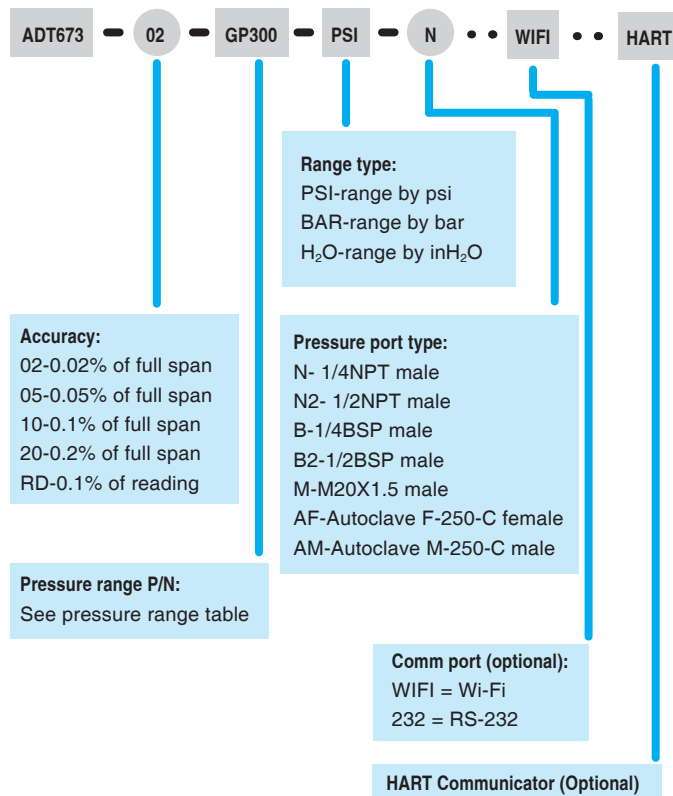 ADT673 – 02 – GP300 – PSI – N •• WIFI •• HART
Range type:
PSI-range by psi
BAR-range by bar
H₂O-range by inH₂O
Accuracy:
02-0.02% of full span
05-0.05% of full span
10-0.1% of full span
20-0.2% of full span
RD-0.1% of reading
Pressure port type:
N- 1/4NPT male
N2- 1/2NPT male
B-1/4BSP male
B2-1/2BSP male
M-M20X1.5 male
AF-Autoclave F-250-C female
AM-Autoclave M-250-C male
Pressure range P/N:
See pressure range table
Comm port (optional):
WIFI = Wi-Fi
232 = RS-232
HART Communicator (Optional)